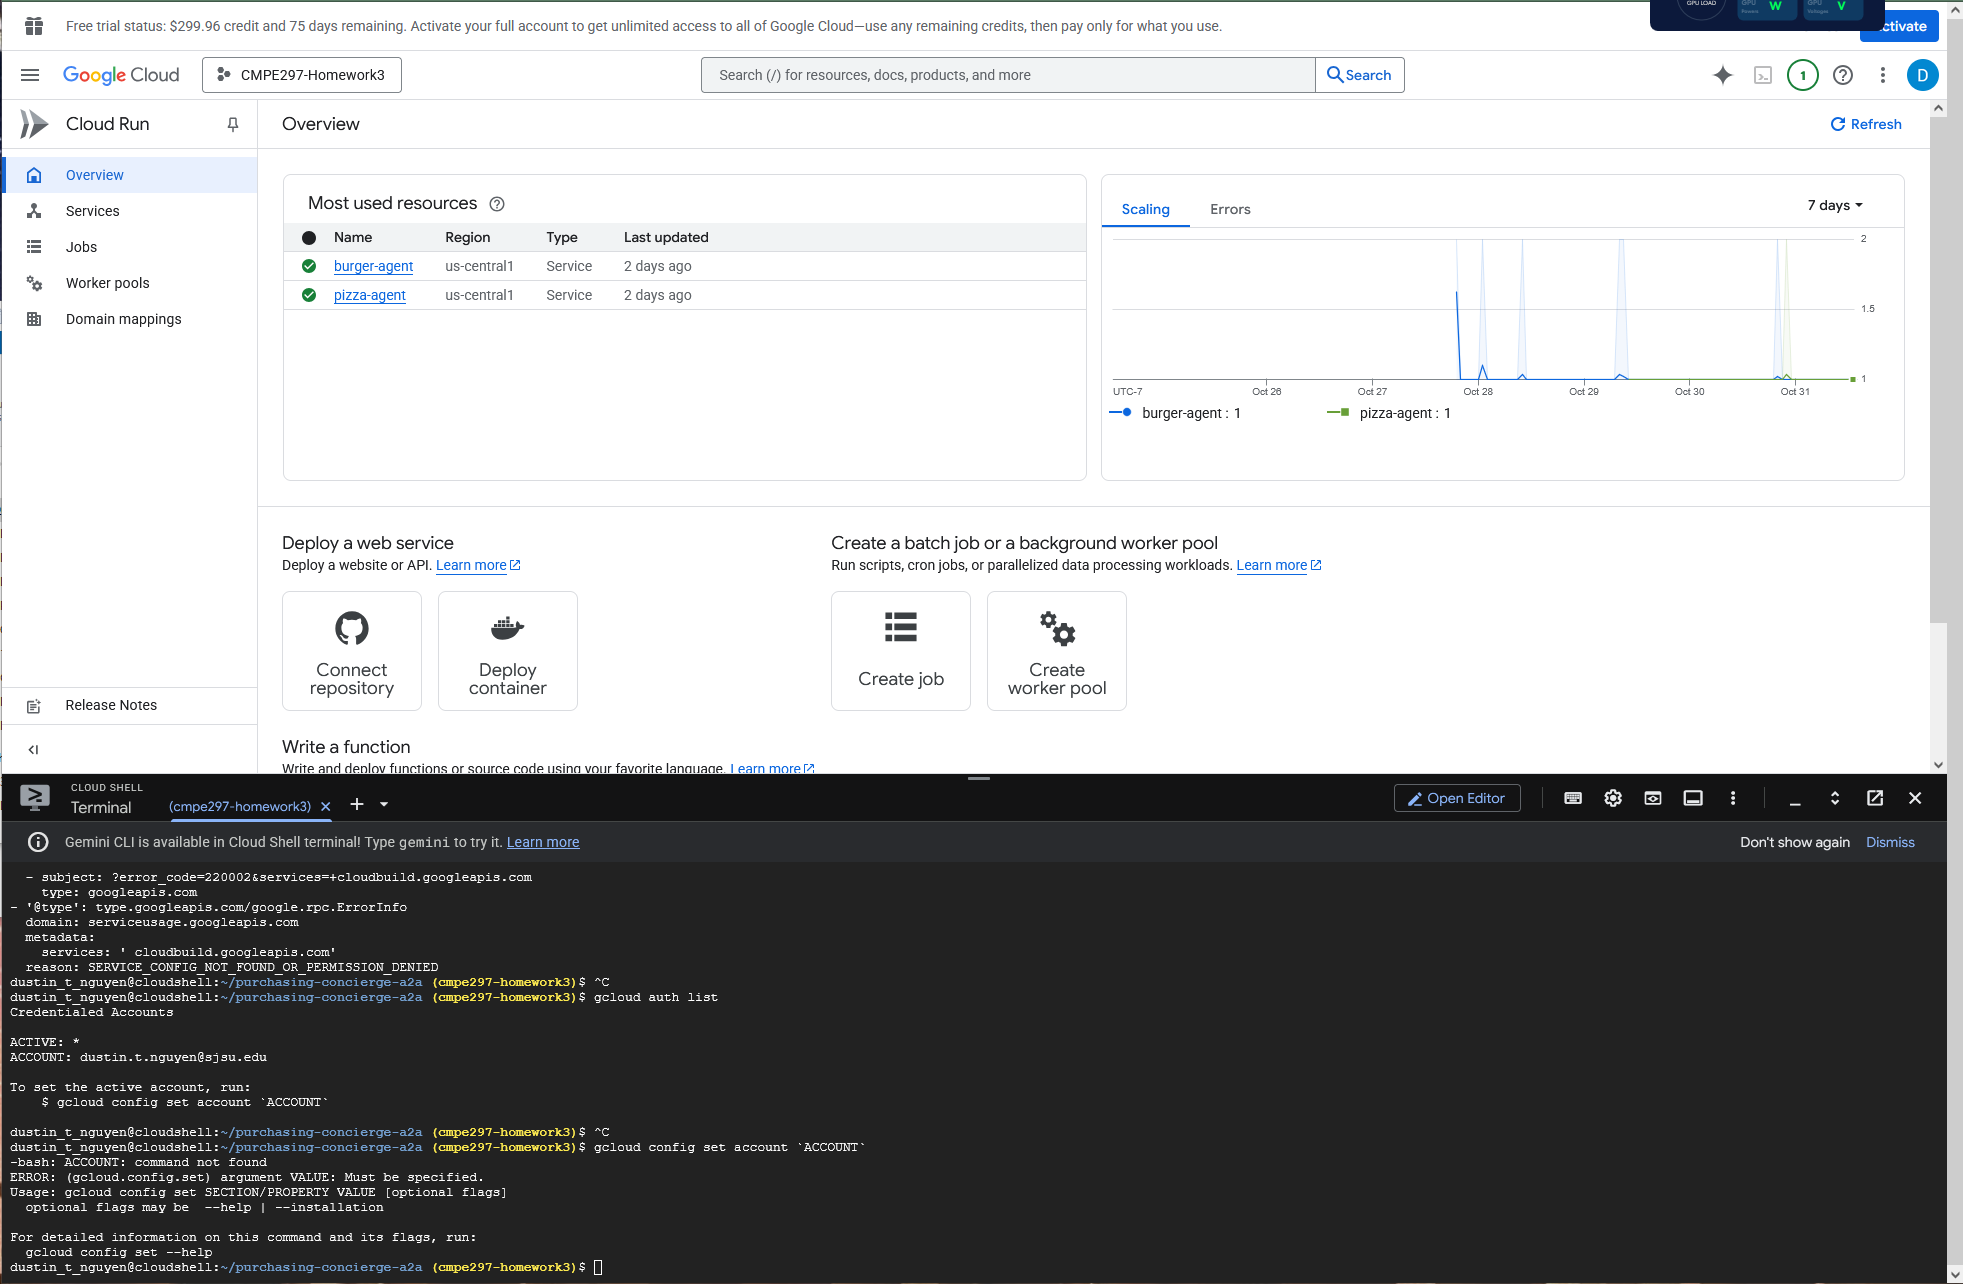 Free trial status: $299.96 credit and 75 days remaining. Activate your full account to get unlimited access to all of Google Cloud—use any remaining credits, then pay only for what you use.
GPU LOAD
GPU
W
GPU
V
Google Cloud
CMPE297-Homework3
Search (/) for resources, docs, products, and more
Search
1
D
Cloud Run
Overview
Refresh
Overview
Services
Jobs
Worker pools
Domain mappings
Release Notes
Most used resources
Name Region Type Last updated
burger-agent us-central1 Service 2 days ago
pizza-agent us-central1 Service 2 days ago
Scaling Errors
7 days
2
1.5
1
UTC-7 Oct 26 Oct 27 Oct 28 Oct 29 Oct 30 Oct 31
burger-agent : 1 pizza-agent : 1
Deploy a web service
Deploy a website or API. Learn more
Connect repository
Deploy container
Create a batch job or a background worker pool
Run scripts, cron jobs, or parallelized data processing workloads. Learn more
Create job
Create worker pool
Write a function
Write and deploy functions or source code using your favorite language. Learn more
CLOUD SHELL
Terminal
(cmpe297-homework3)
Open Editor
Gemini CLI is available in Cloud Shell terminal! Type gemini to try it. Learn more
Don't show again Dismiss
- subject: ?error_code=220002&services=+cloudbuild.googleapis.com
type: googleapis.com
- '@type': type.googleapis.com/google.rpc.ErrorInfo
domain: serviceusage.googleapis.com
metadata:
services: ' cloudbuild.googleapis.com'
reason: SERVICE_CONFIG_NOT_FOUND_OR_PERMISSION_DENIED
dustin_t_nguyen@cloudshell:~/purchasing-concierge-a2a (cmpe297-homework3)$ ^C
dustin_t_nguyen@cloudshell:~/purchasing-concierge-a2a (cmpe297-homework3)$ gcloud auth list
Credentialed Accounts
ACTIVE: *
ACCOUNT: dustin.t.nguyen@sjsu.edu
To set the active account, run:
$ gcloud config set account `ACCOUNT`
dustin_t_nguyen@cloudshell:~/purchasing-concierge-a2a (cmpe297-homework3)$ ^C
dustin_t_nguyen@cloudshell:~/purchasing-concierge-a2a (cmpe297-homework3)$ gcloud config set account `ACCOUNT`
-bash: ACCOUNT: command not found
ERROR: (gcloud.config.set) argument VALUE: Must be specified.
Usage: gcloud config set SECTION/PROPERTY VALUE [optional flags]
optional flags may be --help | --installation
For detailed information on this command and its flags, run:
gcloud config set --help
dustin_t_nguyen@cloudshell:~/purchasing-concierge-a2a (cmpe297-homework3)$